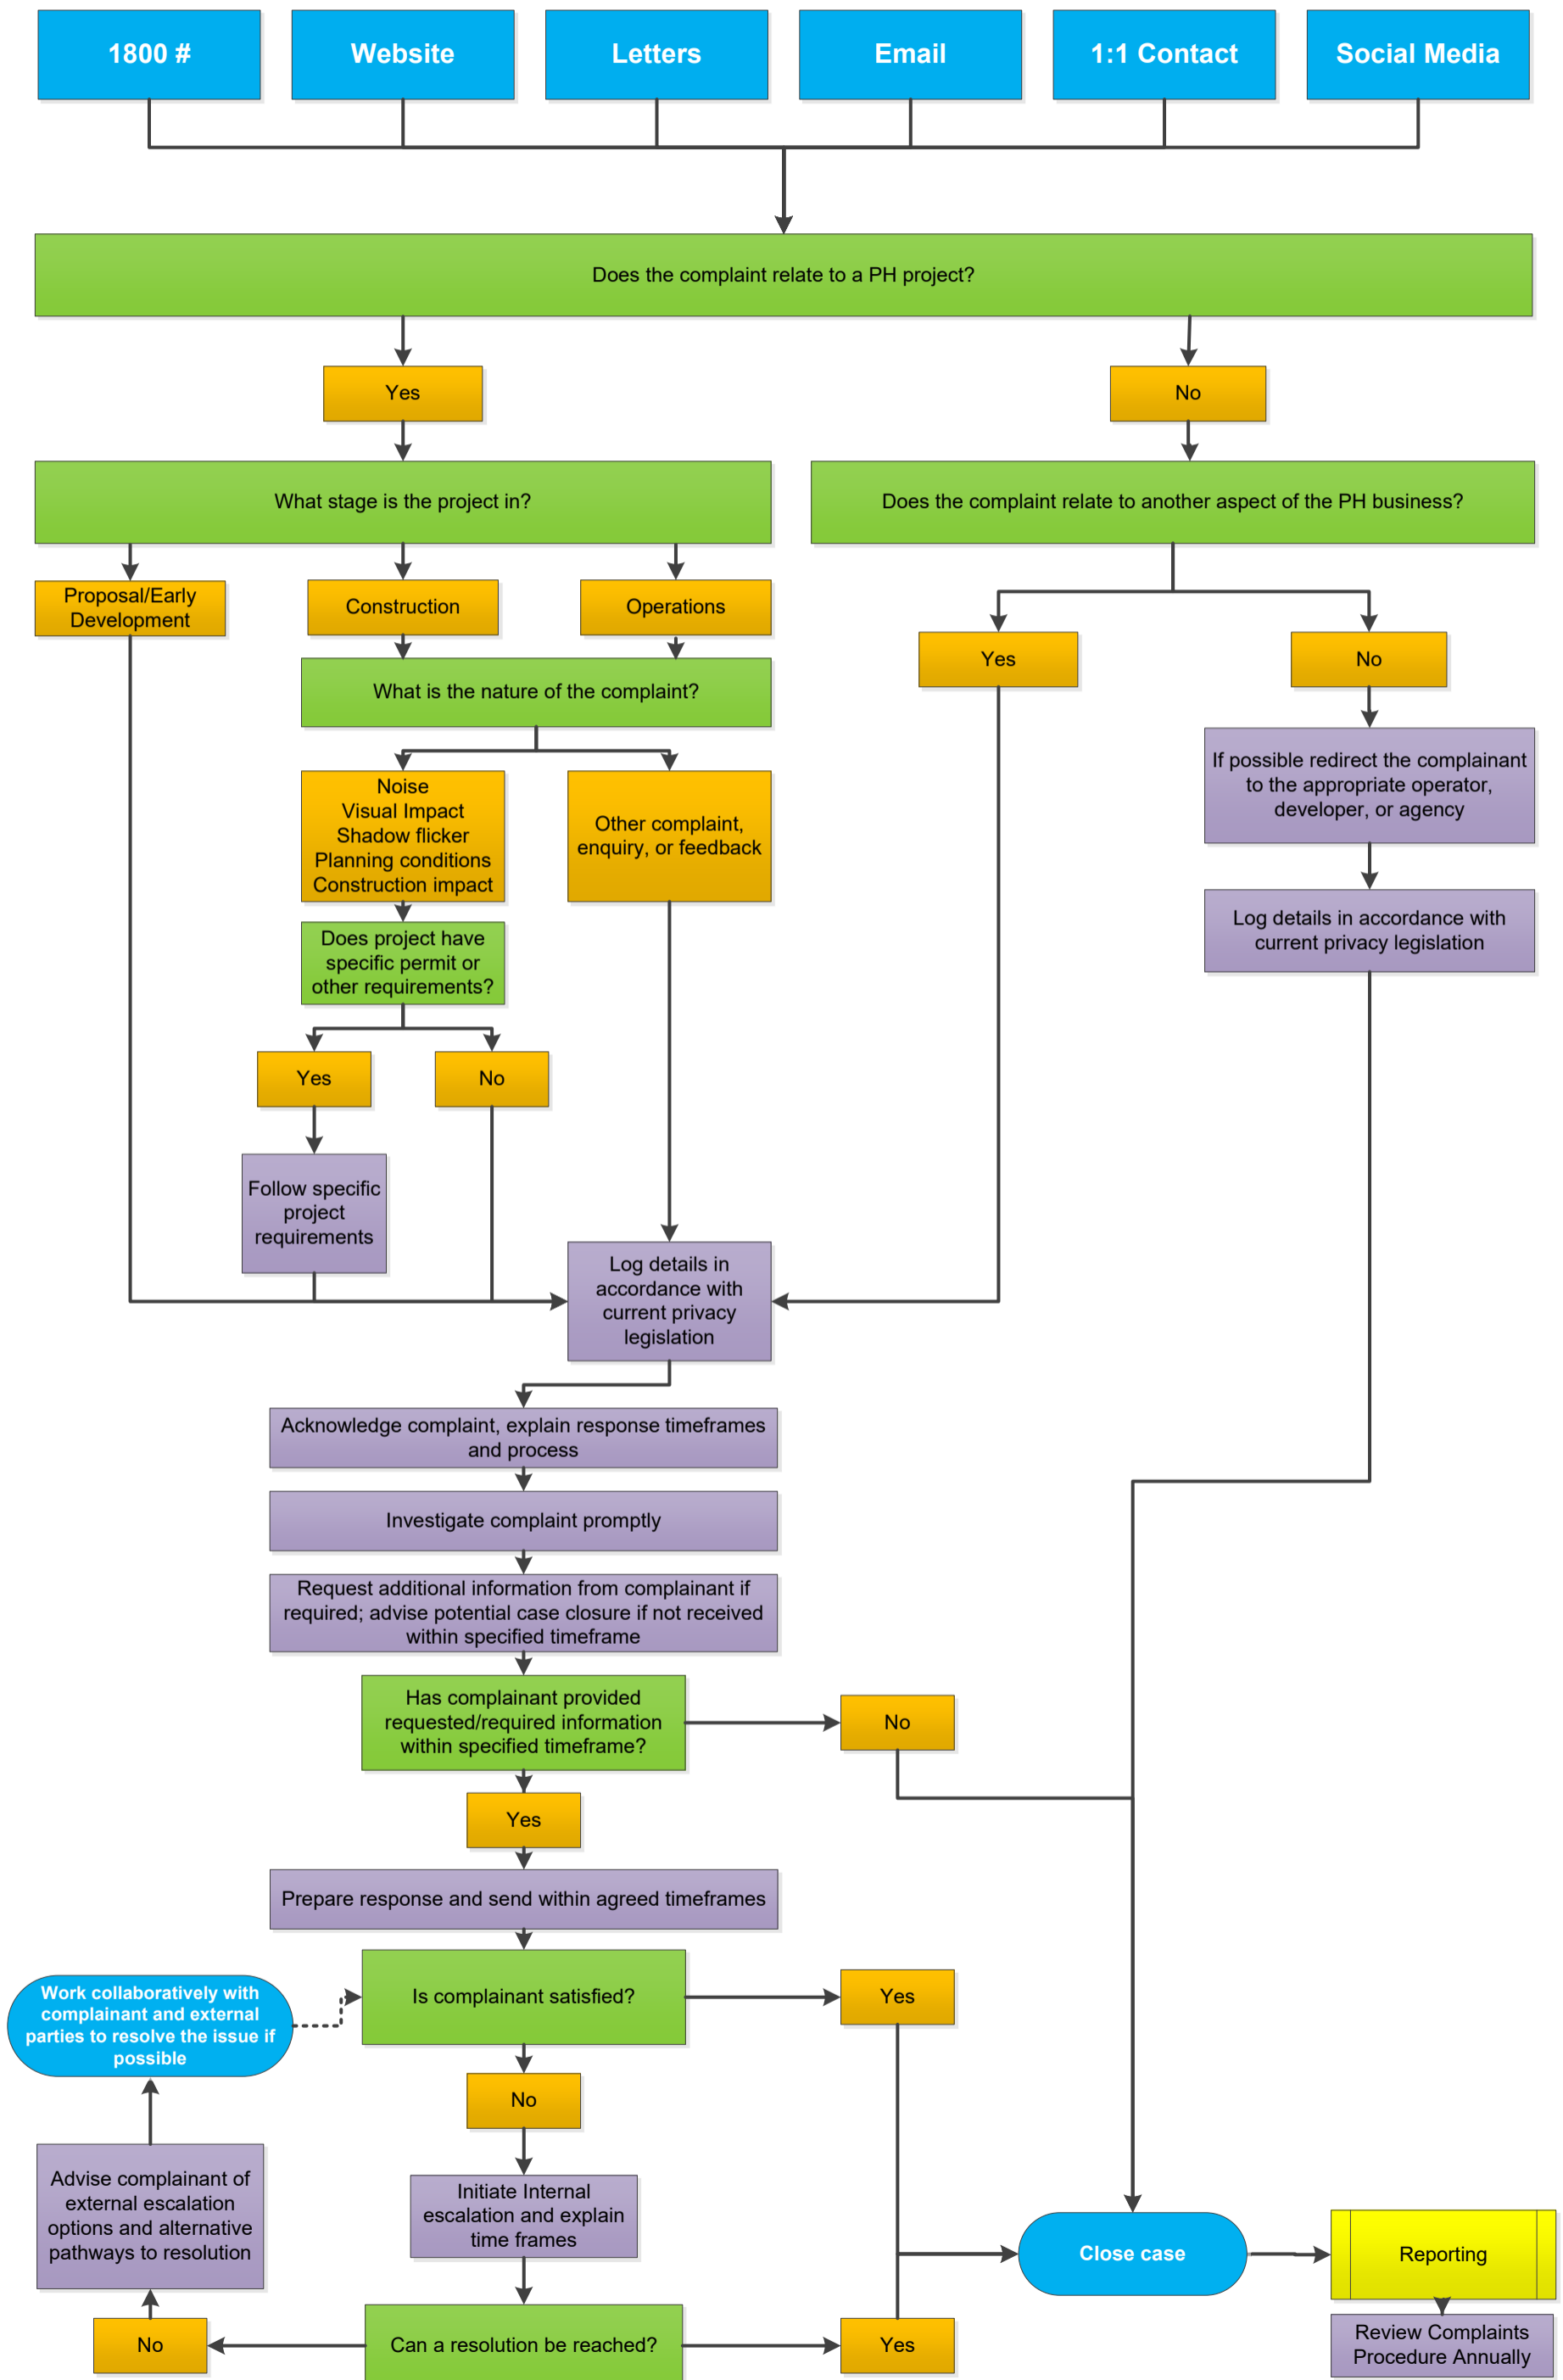 1800 #
Website
Letters
Email
1:1 Contact
Social Media
Does the complaint relate to a PH project?
Yes
No
What stage is the project in?
Does the complaint relate to another aspect of the PH business?
Proposal/Early
Development
Construction
Operations
Yes
No
What is the nature of the complaint?
If possible redirect the complainant
to the appropriate operator,
developer, or agency
Noise
Visual Impact
Shadow flicker
Planning conditions
Construction impact
Other complaint,
enquiry, or feedback
Log details in accordance with
current privacy legislation
Does project have
specific permit or
other requirements?
Yes
No
Follow specific
project
requirements
Log details in
accordance with
current privacy
legislation
Acknowledge complaint, explain response timeframes
and process
Investigate complaint promptly
Request additional information from complainant if
required; advise potential case closure if not received
within specified timeframe
Has complainant provided
requested/required information
within specified timeframe?
No
Yes
Prepare response and send within agreed timeframes
Work collaboratively with
complainant and external
parties to resolve the issue if
possible
Is complainant satisfied?
Yes
No
Advise complainant of
external escalation
options and alternative
pathways to resolution
Initiate Internal
escalation and explain
time frames
Close case
Reporting
No
Can a resolution be reached?
Yes
Review Complaints
Procedure Annually